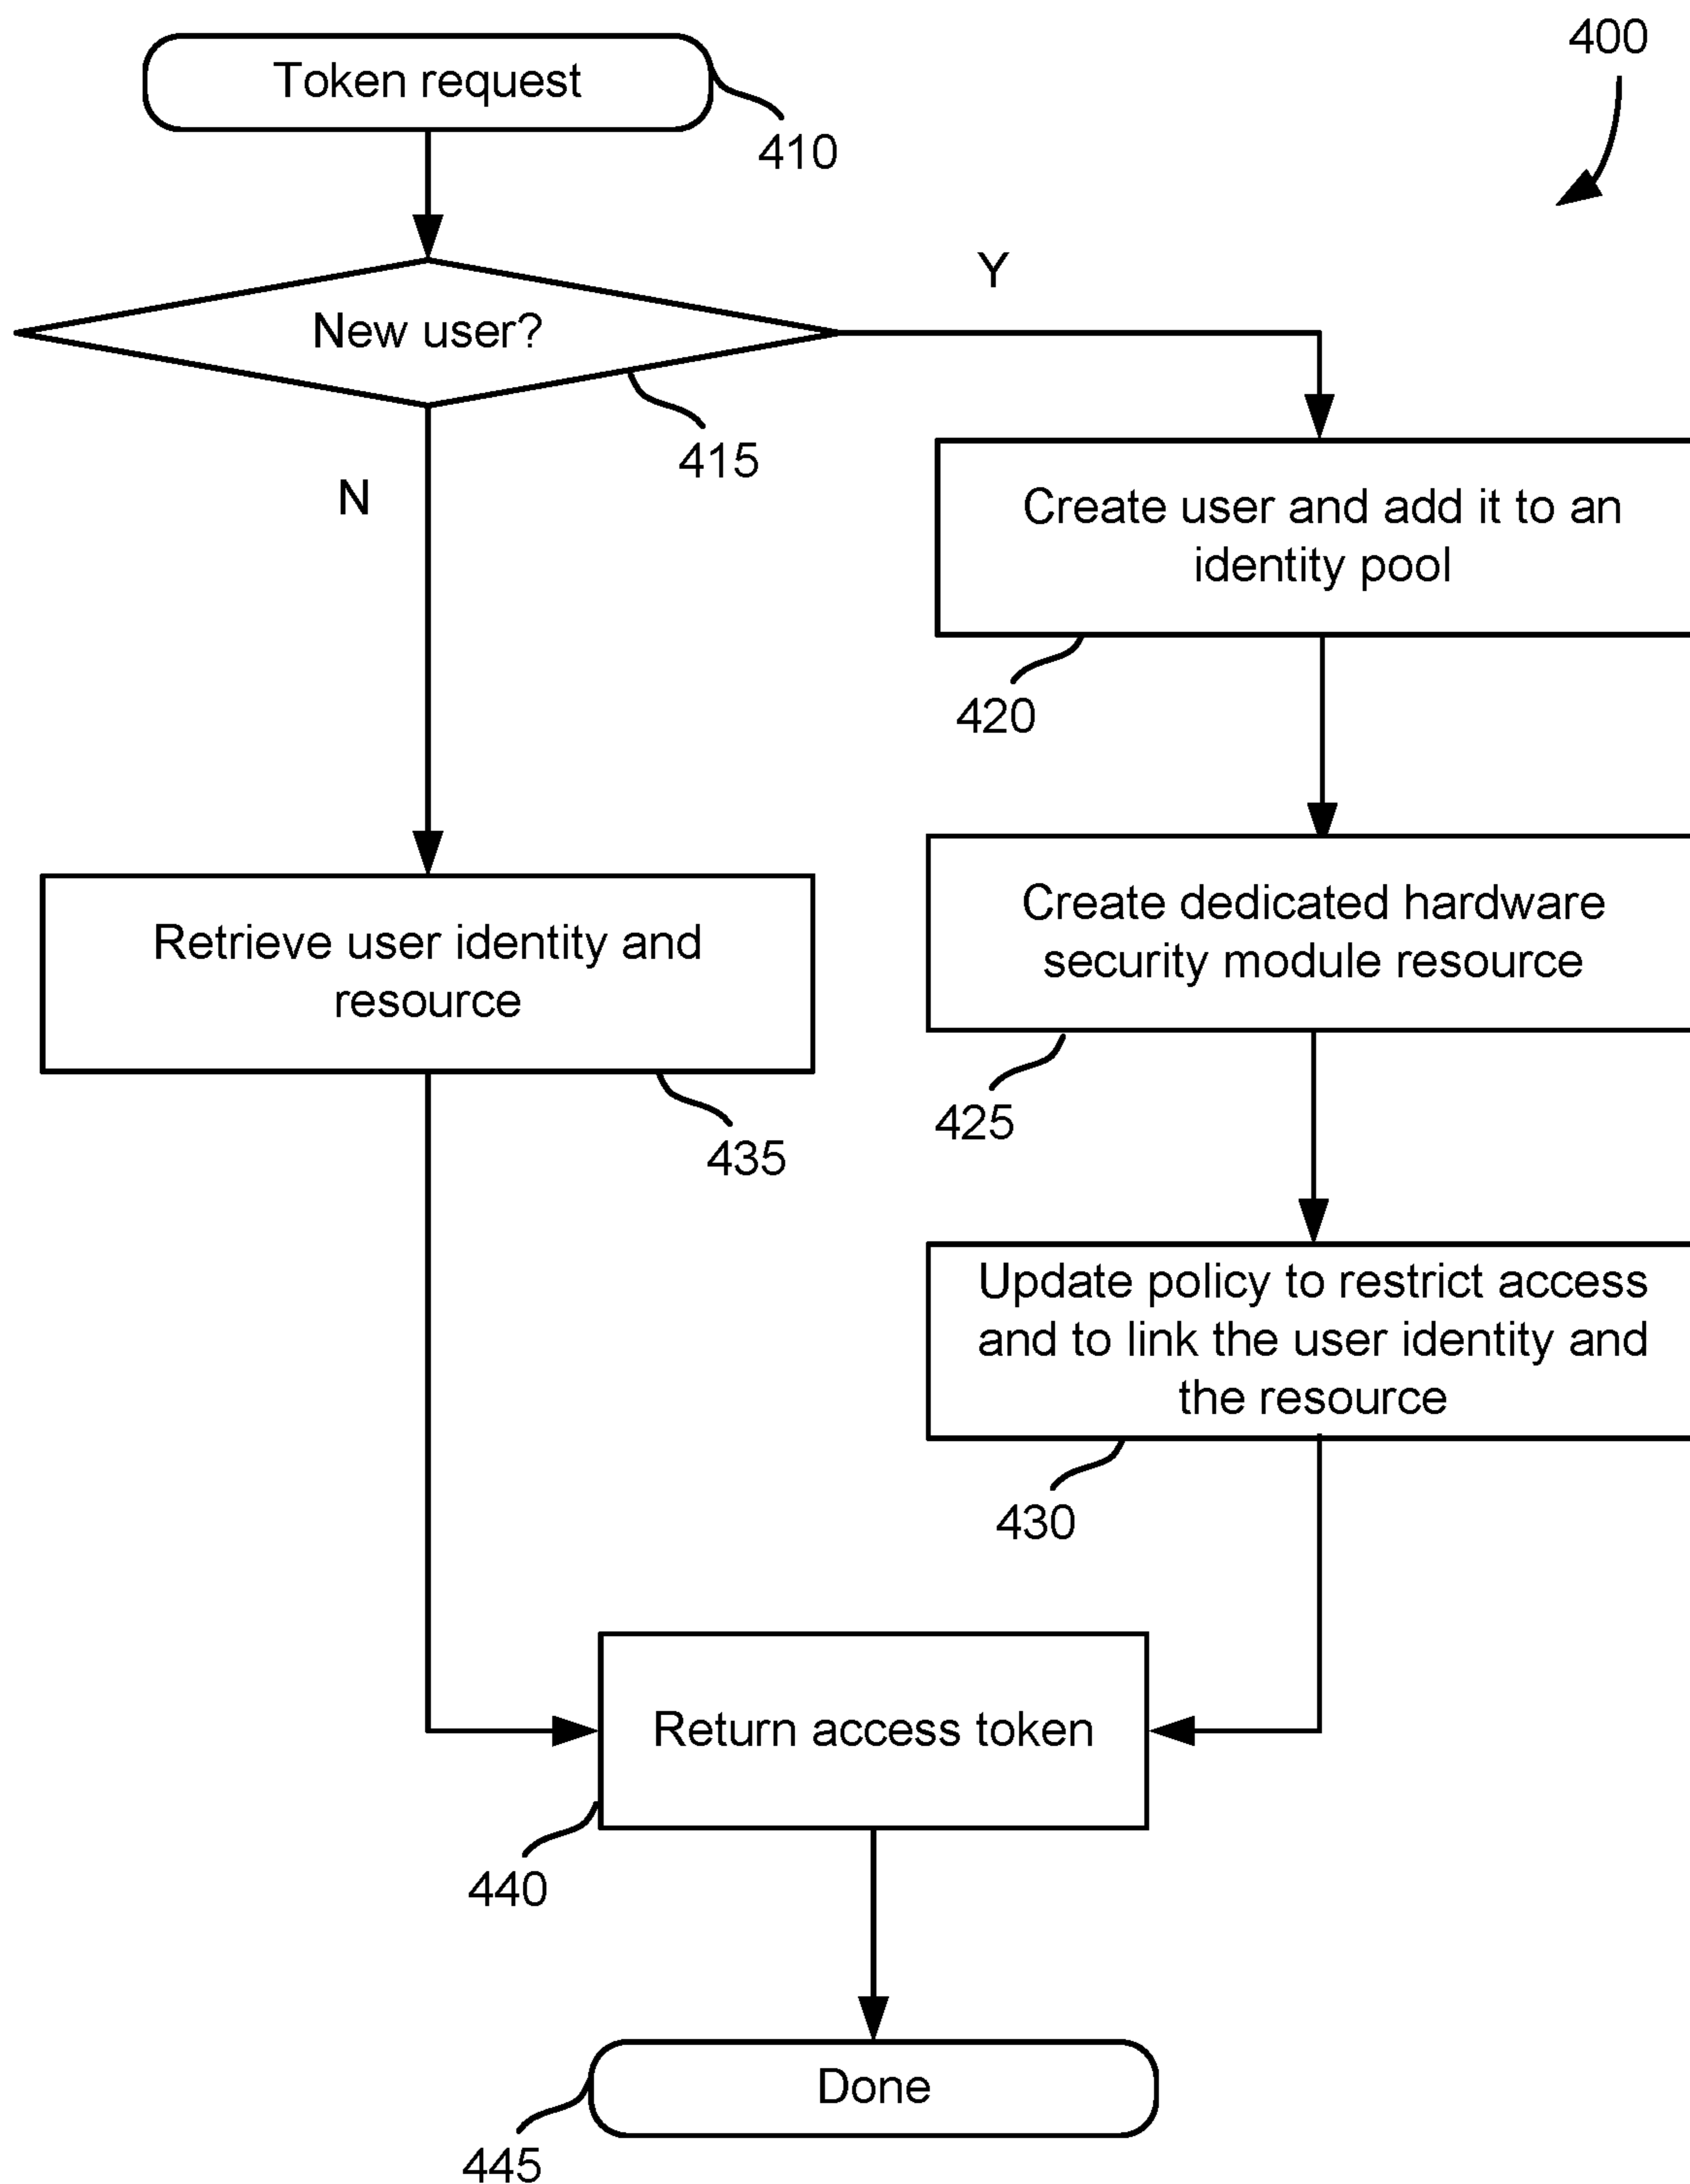 400
Token request
410
New user?
Y
415
N
Create user and add it to an
identity pool
420
Create dedicated hardware
security module resource
425
Retrieve user identity and
resource
435
Update policy to restrict access
and to link the user identity and
the resource
430
Return access token
440
Done
445